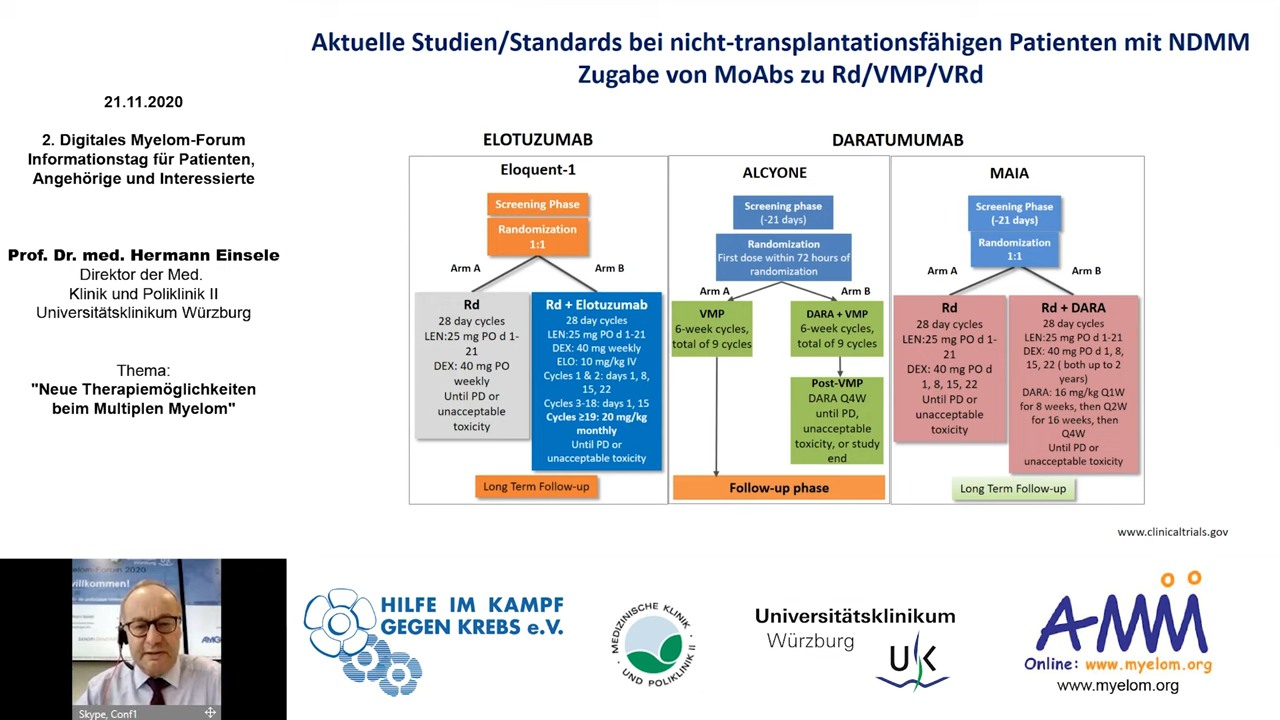 Aktuelle Studien/Standards bei nicht-transplantationsfähigen Patienten mit NDMM
Zugabe von MoAbs zu Rd/VMP/VRd
21.11.2020
2. Digitales Myelom-Forum
Informationstag für Patienten,
Angehörige und Interessierte
Prof. Dr. med. Hermann Einsele
Direktor der Med.
Klinik und Poliklinik II
Universitätsklinikum Würzburg
Thema:
"Neue Therapiemöglichkeiten
beim Multiplen Myelom"
ELOTUZUMAB
Eloquent-1
Screening Phase
Randomization
1:1
Arm A
Arm B
Rd
28 day cycles
LEN:25 mg PO d 1-
21
DEX: 40 mg PO
weekly
Until PD or
unacceptable
toxicity
Rd + Elotuzumab
28 day cycles
LEN:25 mg PO d 1-21
DEX: 40 mg weekly
ELO: 10 mg/kg IV
Cycles 1 & 2: days 1, 8,
15, 22
Cycles 3-18: days 1, 15
Cycles ≥19: 20 mg/kg
monthly
Until PD or
unacceptable toxicity
Long Term Follow-up
DARATUMUMAB
ALCYONE
Screening phase
(-21 days)
Randomization
First dose within 72 hours of
randomization
Arm A
Arm B
VMP
6-week cycles,
total of 9 cycles
DARA + VMP
6-week cycles,
total of 9 cycles
Post-VMP
DARA Q4W
until PD,
unacceptable
toxicity, or study
end
Follow-up phase
MAIA
Screening Phase
(-21 days)
Randomization
1:1
Arm A
Arm B
Rd
28 day cycles
LEN:25 mg PO d 1-
21
DEX: 40 mg PO d
1, 8, 15, 22
Until PD or
unacceptable
toxicity
Rd + DARA
28 day cycles
LEN:25 mg PO d 1-21
DEX: 40 mg PO d 1, 8,
15, 22 ( both up to 2
years)
DARA: 16 mg/kg Q1W
for 8 weeks, then Q2W
for 16 weeks, then
Q4W
Until PD or
unacceptable toxicity
Long Term Follow-up
www.clinicaltrials.gov
willkommen!
Skype, Conf1
HILFE IM KAMPF
GEGEN KREBS e.V.
MEDIZINISCHE KLINIK
UND POLIKLINIK II
Universitätsklinikum
Würzburg
UK
AMM
Online: www.myelom.org
www.myelom.org